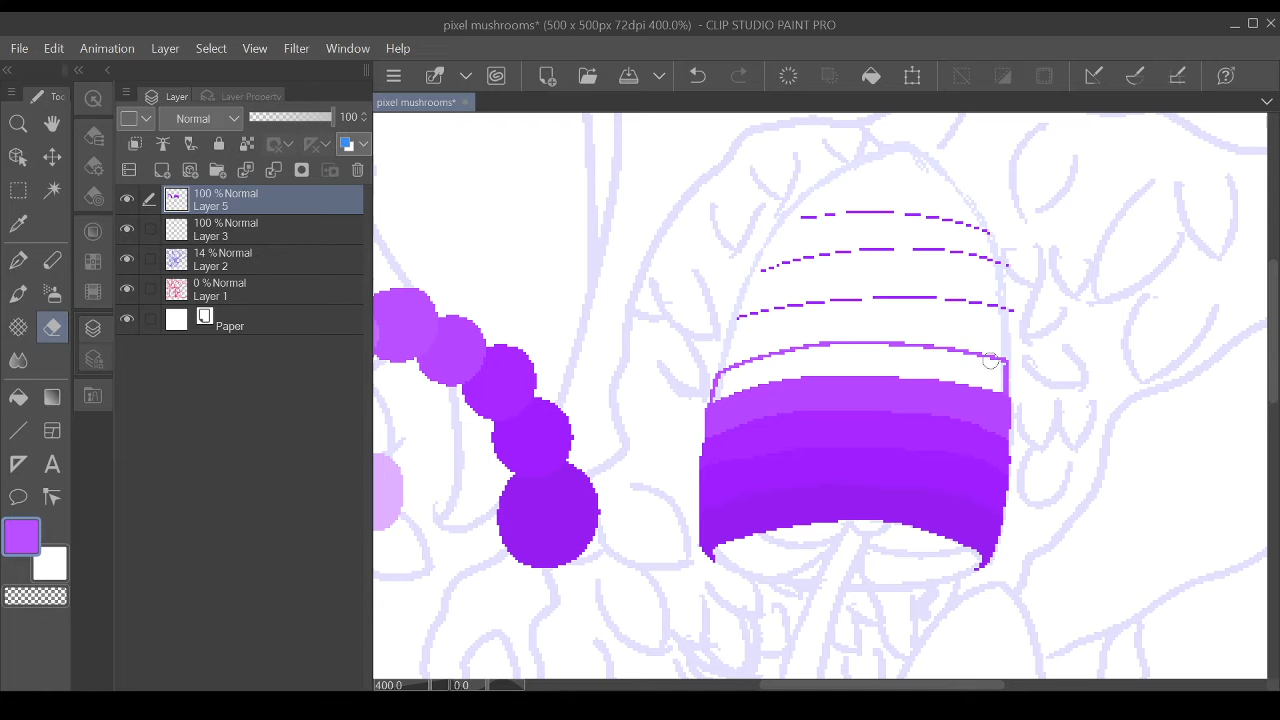 pixel mushrooms* (500 x 500px 72dpi 400.0%) - CLIP STUDIO PAINT PRO
File Edit Animation Layer Select View Filter Window Help
Too Layer Layer Property
pixel mushrooms*
Normal 100
100 % Normal
Layer 5
100 % Normal
Layer 3
14 % Normal
Layer 2
0 % Normal
Layer 1
Paper
400.0 0.0